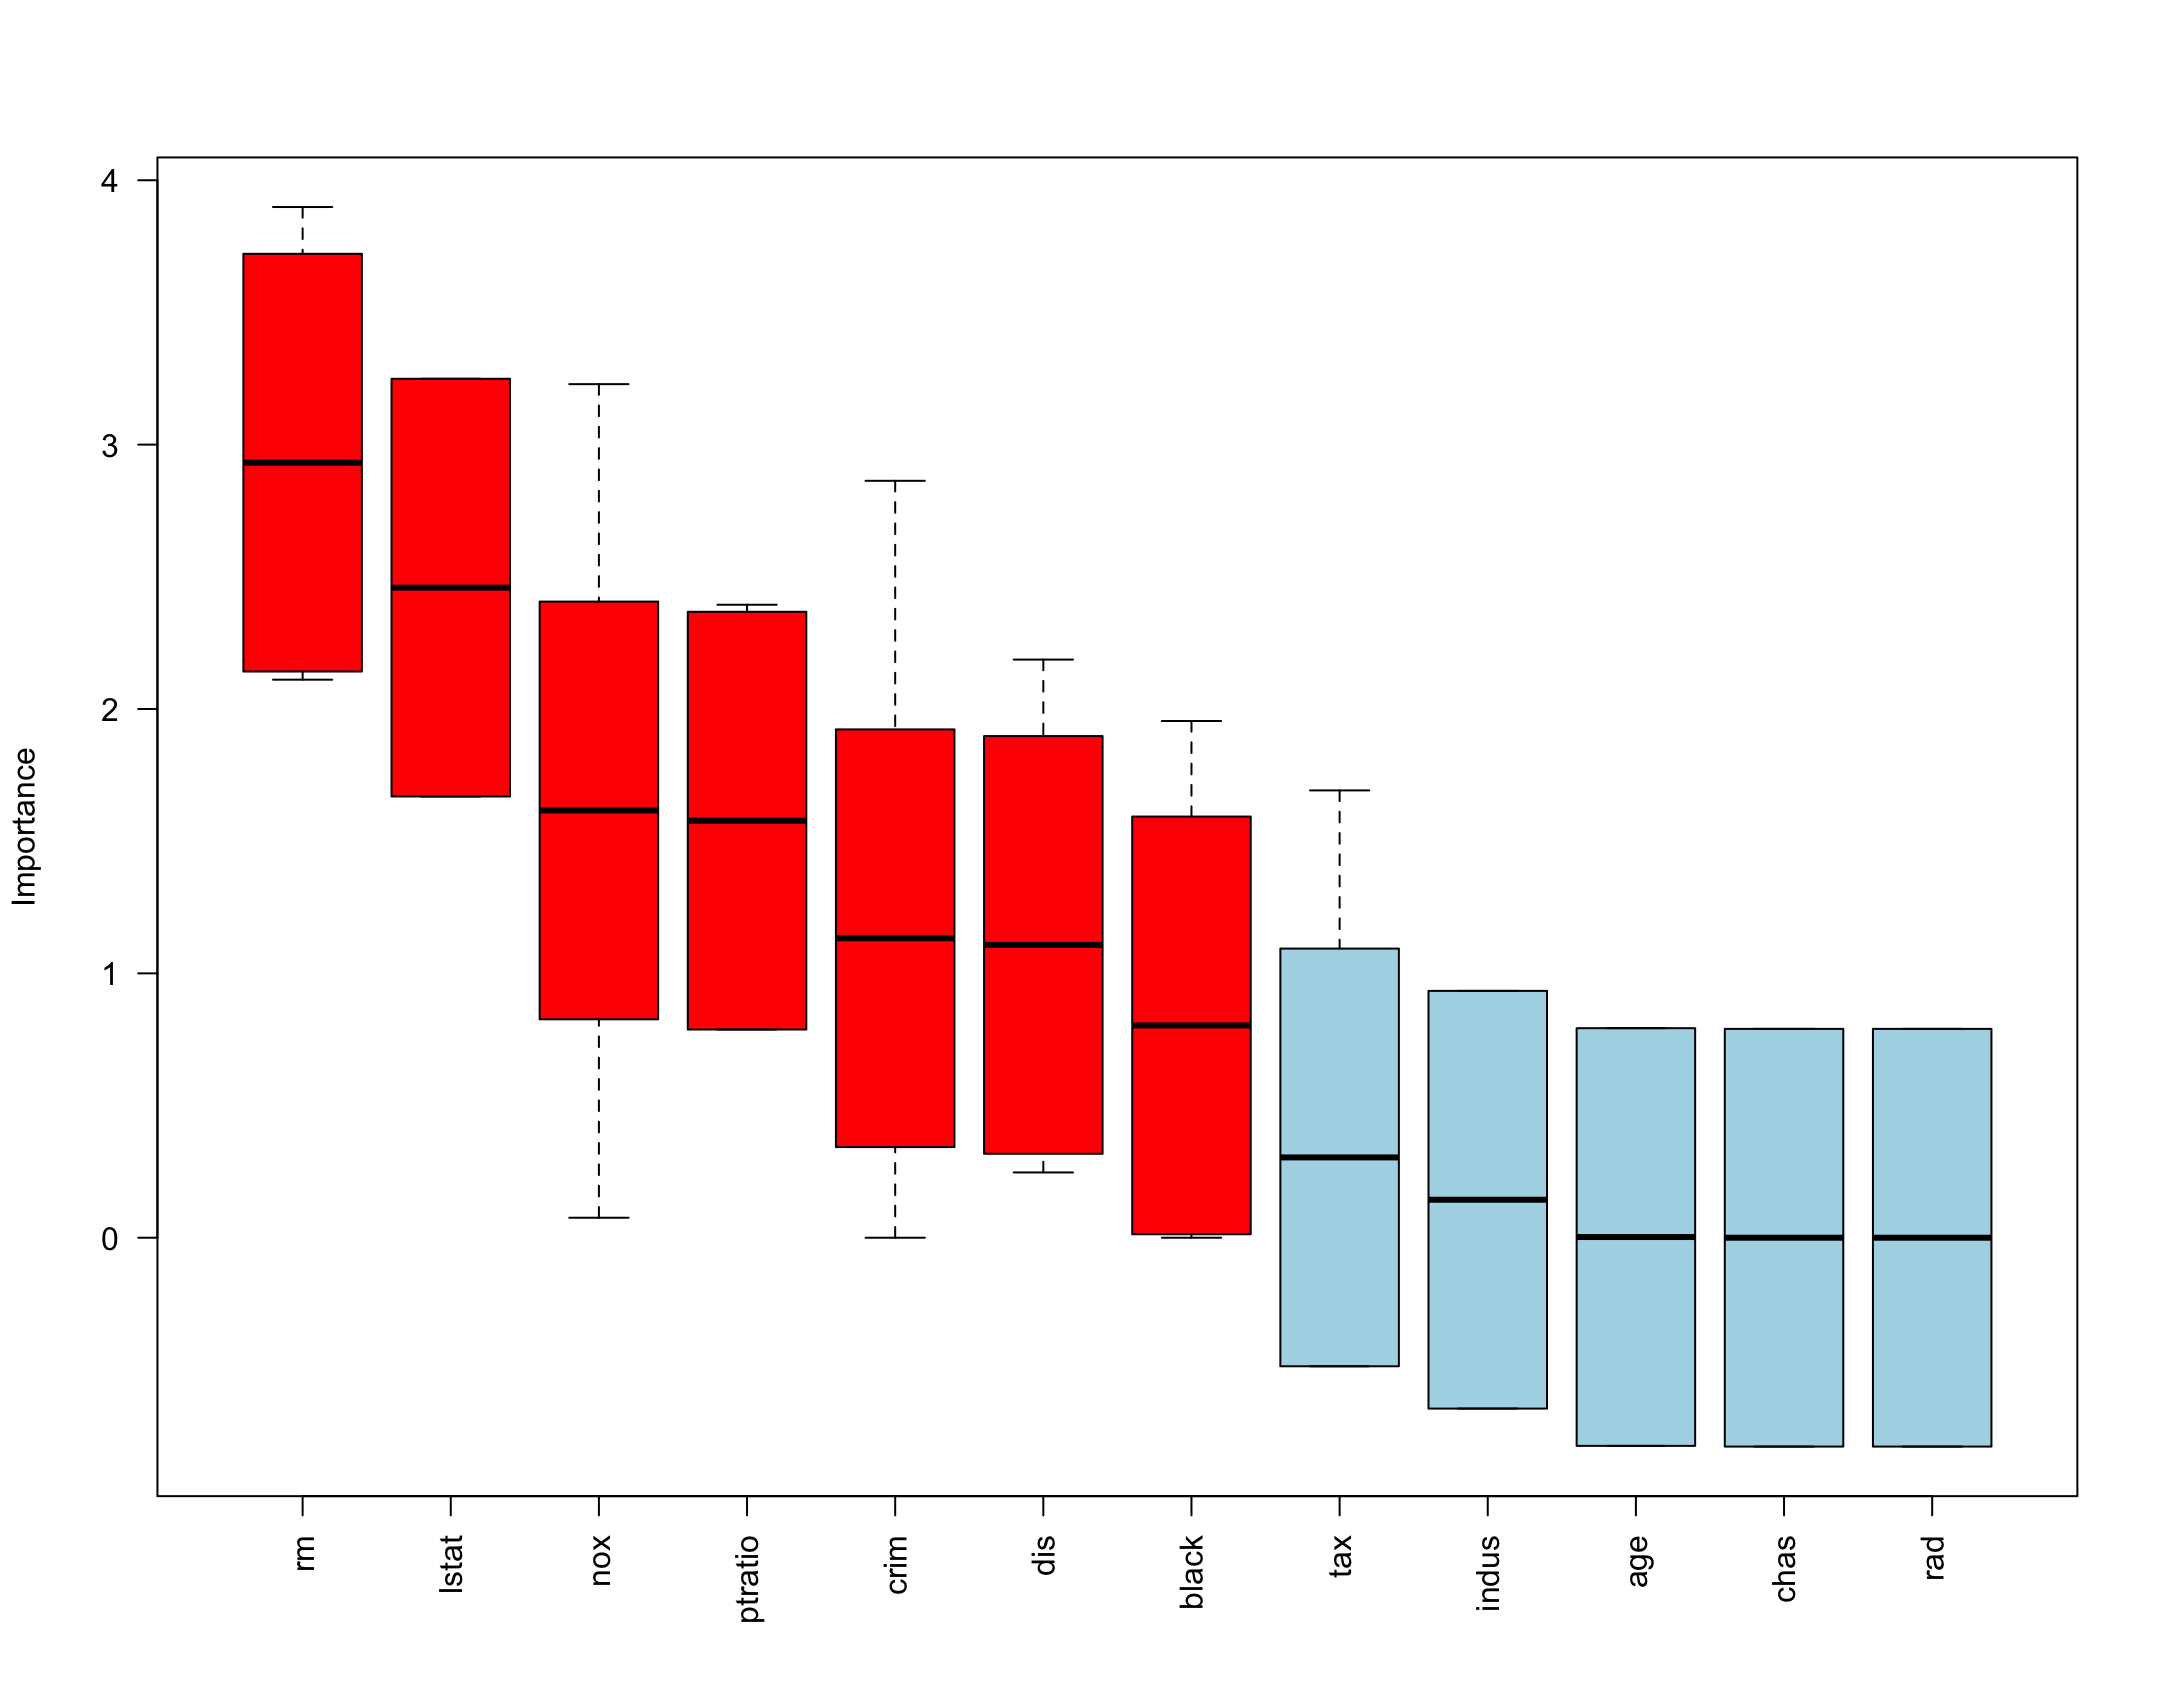 Importance
4
3
2
1
0
rm
lstat
nox
ptratio
crim
dis
black
tax
indus
age
chas
rad